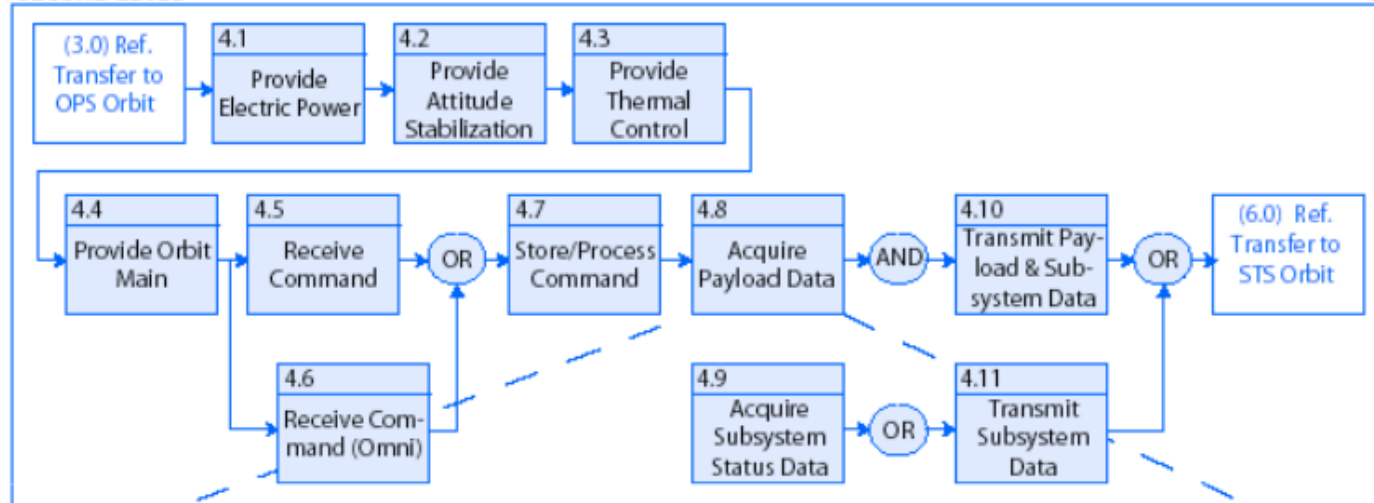 (3.0) Ref.
Transfer to
OPS Orbit
4.1
Provide
Electric Power
4.2
Provide
Attitude
Stabilization
4.3
Provide
Thermal
Control
4.4
Provide Orbit
Main
4.5
Receive
Command
OR
4.7
Store/Process
Command
4.8
Acquire
Payload Data
AND
4.10
Transmit Pay-
load & Sub-
system Data
OR
(6.0) Ref.
Transfer to
STS Orbit
4.6
Receive Com-
mand (Omni)
4.9
Acquire
Subsystem
Status Data
OR
4.11
Transmit
Subsystem
Data